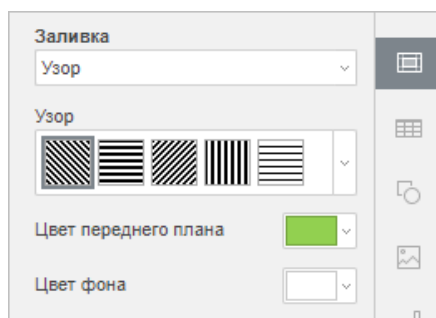 Заливка
Узор
Узор
Цвет переднего плана
Цвет фона